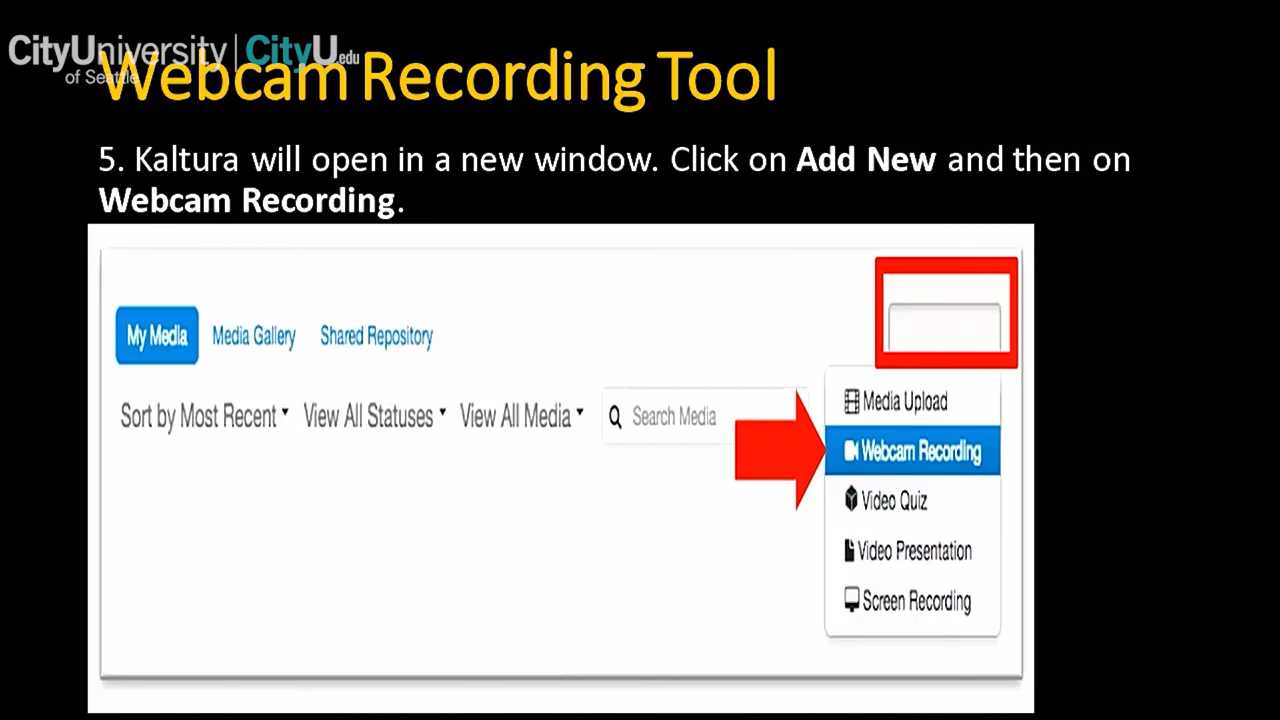 CityUniversity | CityU.edu
of Seattle
Webcam Recording Tool
5. Kaltura will open in a new window. Click on Add New and then on
Webcam Recording.
My Media Media Gallery Shared Repository
Sort by Most Recent View All Statuses View All Media Search Media
Media Upload
Webcam Recording
Video Quiz
Video Presentation
Screen Recording